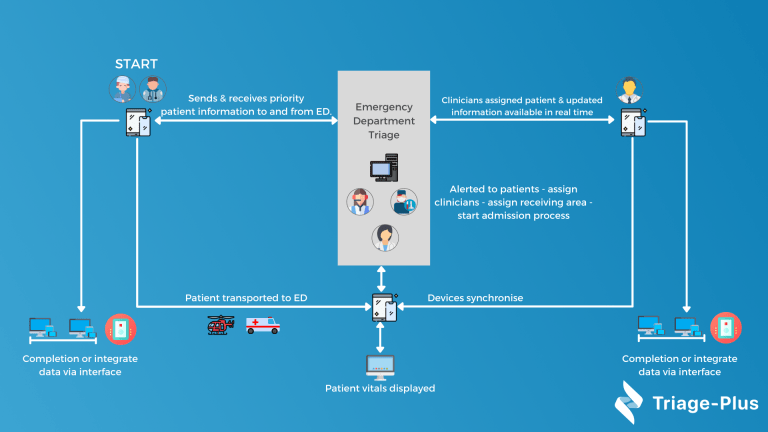 START
Sends & receives priority
patient information to and from ED.
Emergency
Department
Triage
Clinicians assigned patient & updated
information available in real time
Alerted to patients - assign
clinicians - assign receiving area -
start admission process
Patient transported to ED
Devices synchronise
Completion or integrate
data via interface
Patient vitals displayed
Completion or integrate
data via interface
Triage-Plus